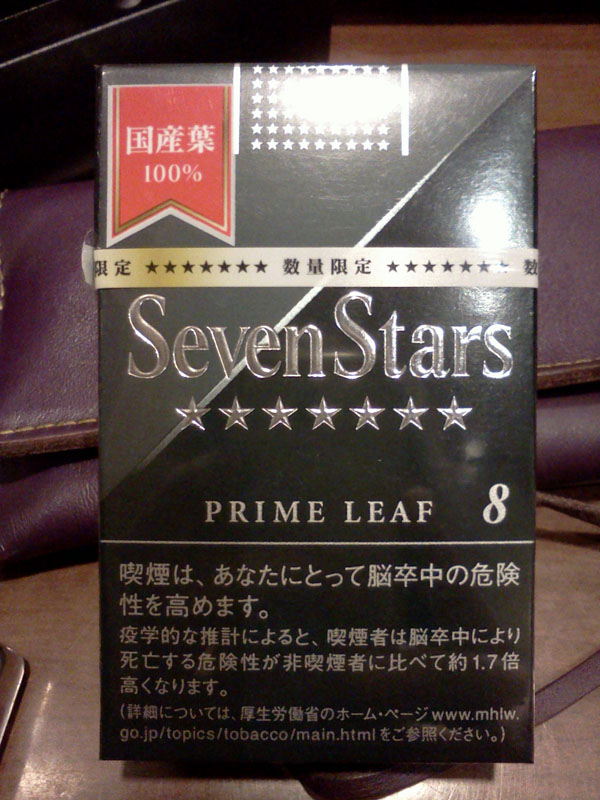 国産葉
100%
限定 ★★★★★★★ 数量限定 ★★★★★★★ 数
SevenStars
★★★★★★★
PRIME LEAF 8
喫煙は、あなたにとって脳卒中の危険
性を高めます。
疫学的な推計によると、喫煙者は脳卒中により
死亡する危険性が非喫煙者に比べて約1.7倍
高くなります。
(詳細については、厚生労働省のホーム・ページwww.mhlw.
go.jp/topics/tobacco/main.htmlをご参照ください。)